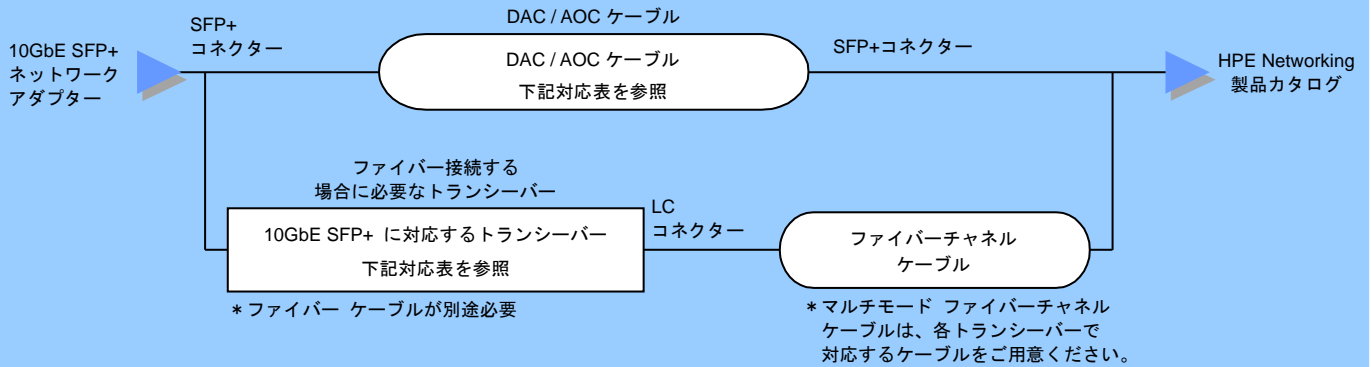 10GbE SFP+
ネットワーク
アダプター
SFP+
コネクター
DAC / AOC ケーブル
DAC / AOC ケーブル
下記対応表を参照
SFP+コネクター
HPE Networking
製品カタログ
ファイバー接続する
場合に必要なトランシーバー
10GbE SFP+ に対応するトランシーバー
下記対応表を参照
＊ファイバー ケーブルが別途必要
LC
コネクター
ファイバーチャネル
ケーブル
＊マルチモード ファイバーチャネル
ケーブルは、各トランシーバーで
対応するケーブルをご用意ください。